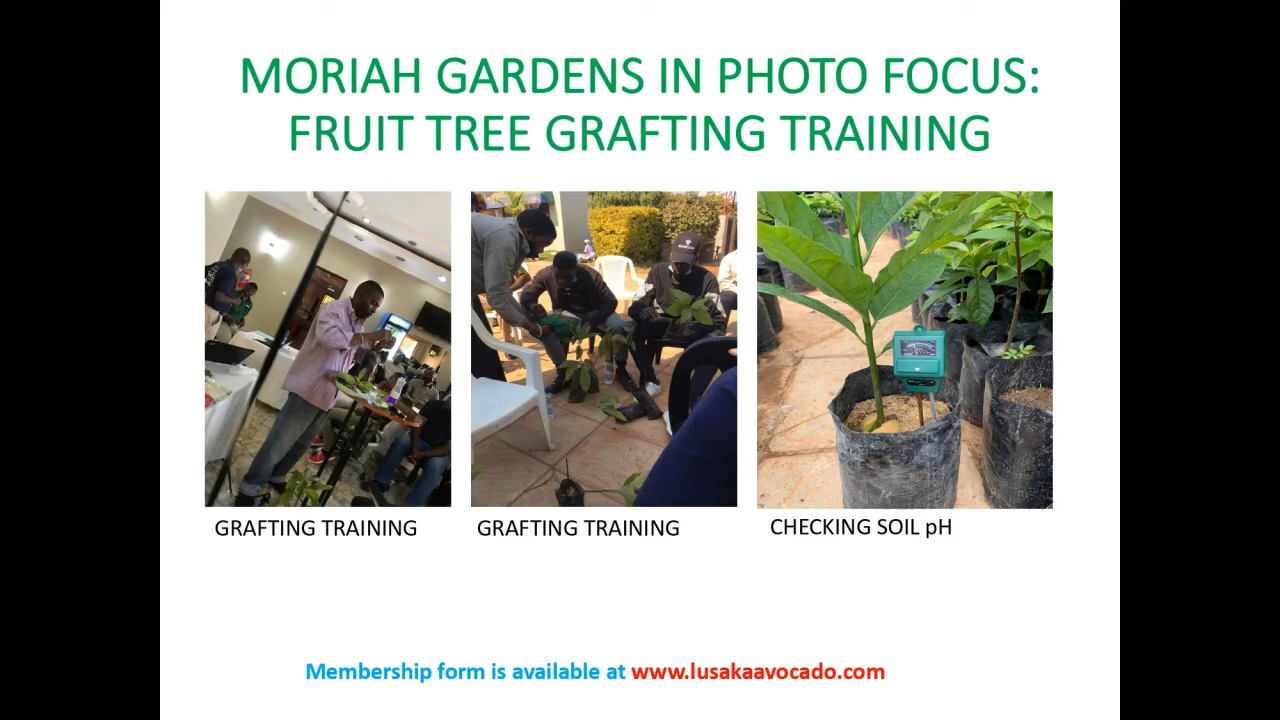 MORIAH GARDENS IN PHOTO FOCUS:
FRUIT TREE GRAFTING TRAINING
GRAFTING TRAINING
GRAFTING TRAINING
CHECKING SOIL pH
Membership form is available at www.lusakaavocado.com